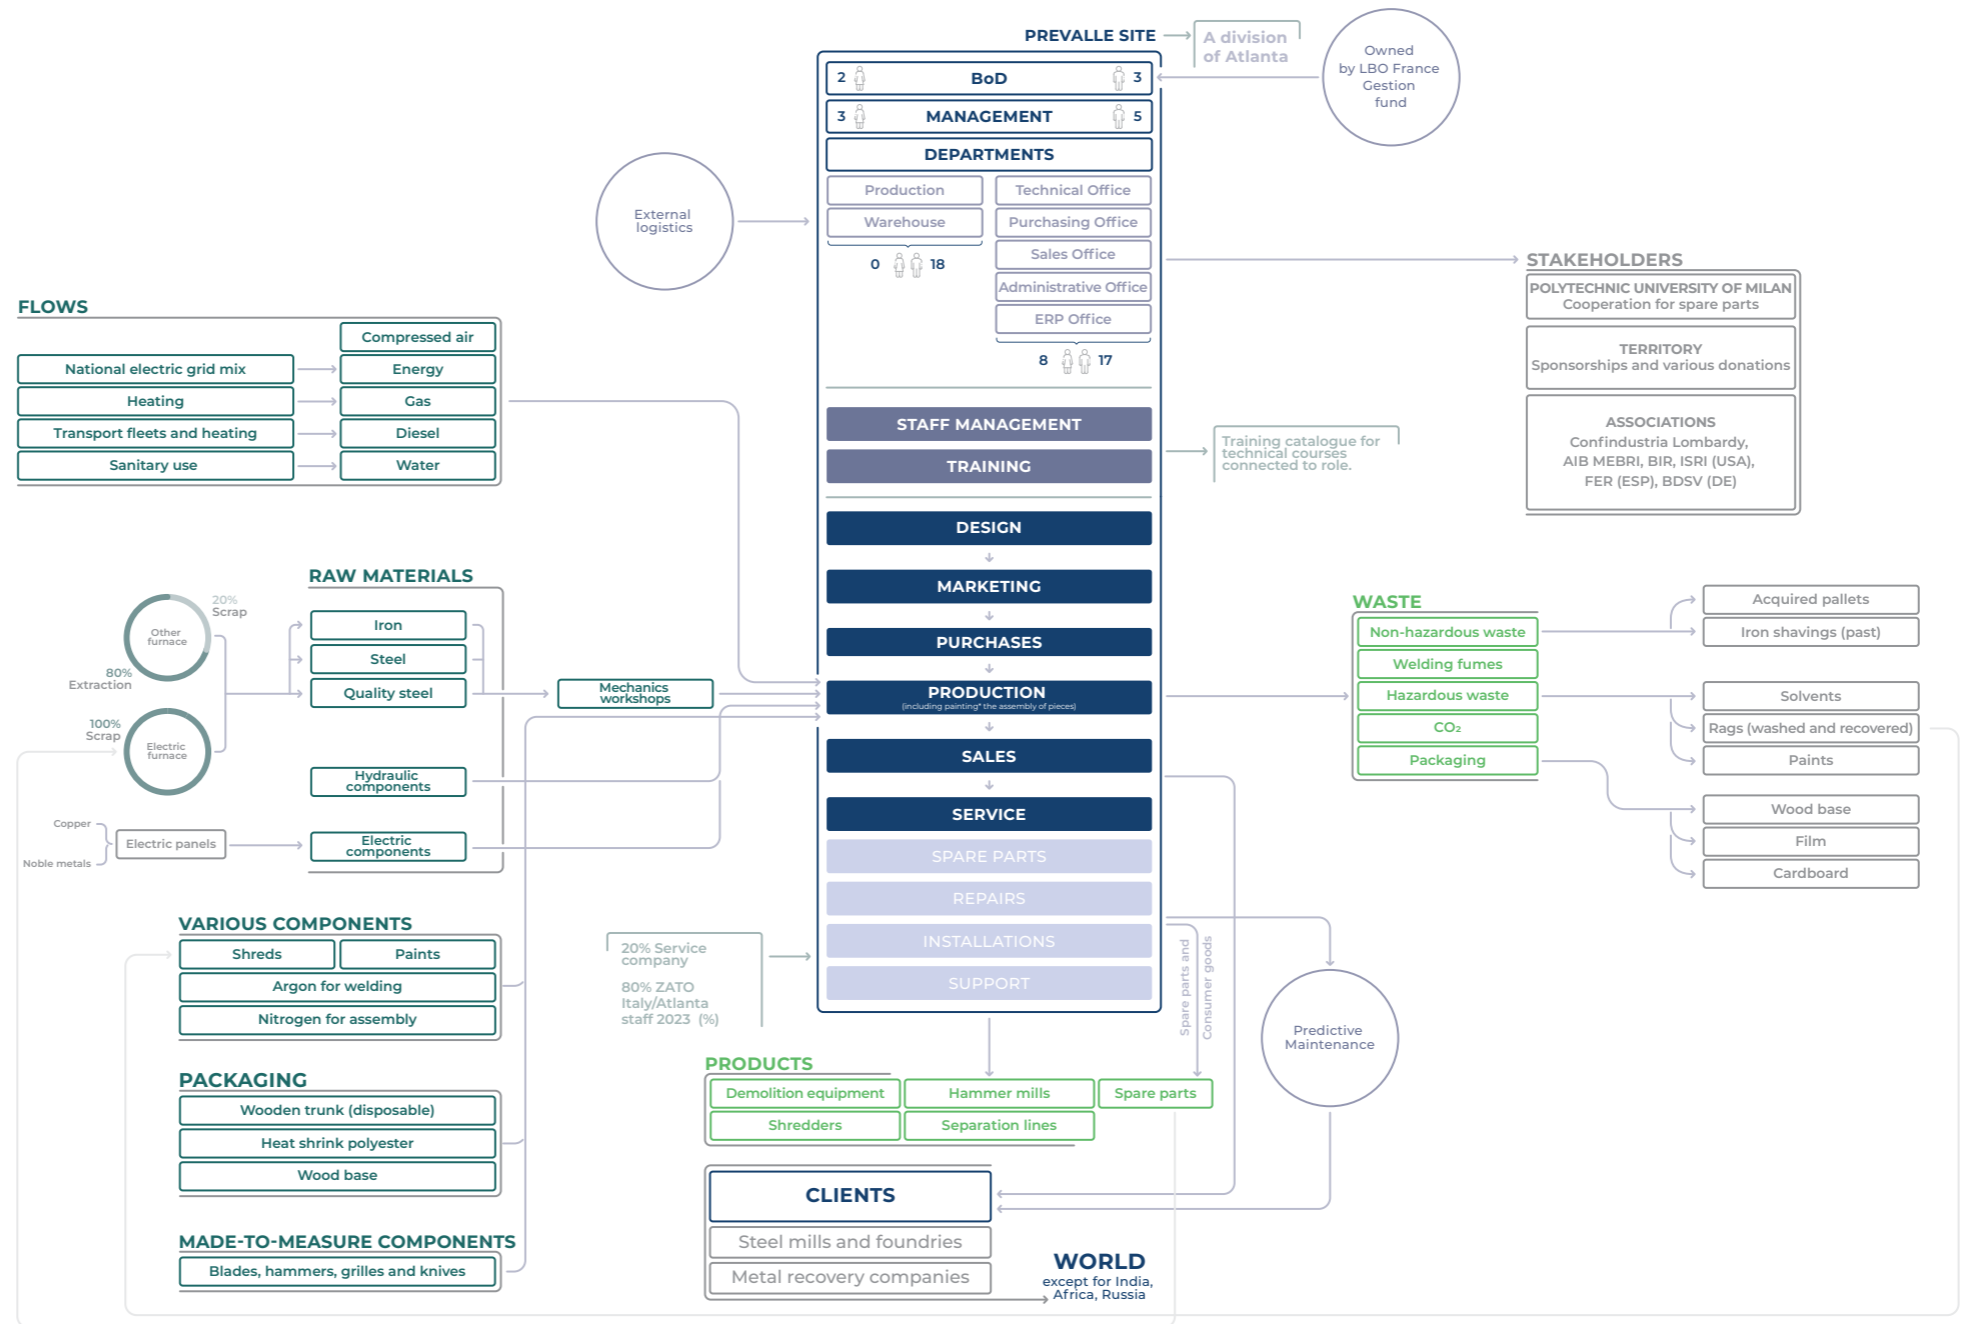 PREVALLE SITE
A division
of Atlanta
Owned
by LBO France
Gestion
fund
2 BoD 3
3 MANAGEMENT 5
DEPARTMENTS
Production
Warehouse
0 18
Technical Office
Purchasing Office
Sales Office
Administrative Office
ERP Office
8 17
External
logistics
STAKEHOLDERS
POLYTECHNIC UNIVERSITY OF MILAN
Cooperation for spare parts
TERRITORY
Sponsorships and various donations
ASSOCIATIONS
Confindustria Lombardy,
AIB MEBRI, BIR, ISRI (USA),
FER (ESP), BDSV (DE)
FLOWS
Compressed air
National electric grid mix
Energy
Heating
Gas
Transport fleets and heating
Diesel
Sanitary use
Water
STAFF MANAGEMENT
TRAINING
Training catalogue for
technical courses
connected to role.
DESIGN
MARKETING
PURCHASES
PRODUCTION
(including painting* the assembly of pieces)
SALES
SERVICE
SPARE PARTS
REPAIRS
INSTALLATIONS
SUPPORT
RAW MATERIALS
20%
Scrap
Other
furnace
80%
Extraction
100%
Scrap
Electric
furnace
Iron
Steel
Quality steel
Mechanics
workshops
Hydraulic
components
Copper
Noble metals
Electric panels
Electric
components
WASTE
Non-hazardous waste
Welding fumes
Hazardous waste
CO₂
Packaging
Acquired pallets
Iron shavings (past)
Solvents
Rags (washed and recovered)
Paints
Wood base
Film
Cardboard
VARIOUS COMPONENTS
Shreds
Paints
Argon for welding
Nitrogen for assembly
20% Service
company
80% ZATO
Italy/Atlanta
staff 2023 (%)
Spare parts and
Consumer goods
Predictive
Maintenance
PACKAGING
Wooden trunk (disposable)
Heat shrink polyester
Wood base
MADE-TO-MEASURE COMPONENTS
Blades, hammers, grilles and knives
PRODUCTS
Demolition equipment
Hammer mills
Spare parts
Shredders
Separation lines
CLIENTS
Steel mills and foundries
Metal recovery companies
WORLD
except for India,
Africa, Russia